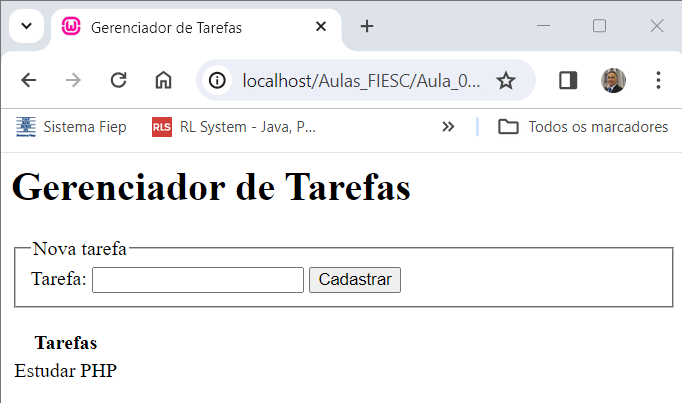 Gerenciador de Tarefas
localhost/Aulas_FIESC/Aula_0...
Sistema Fiep
RLS
RL System - Java, P...
Todos os marcadores
Gerenciador de Tarefas
Nova tarefa
Tarefa:
Cadastrar
Tarefas
Estudar PHP